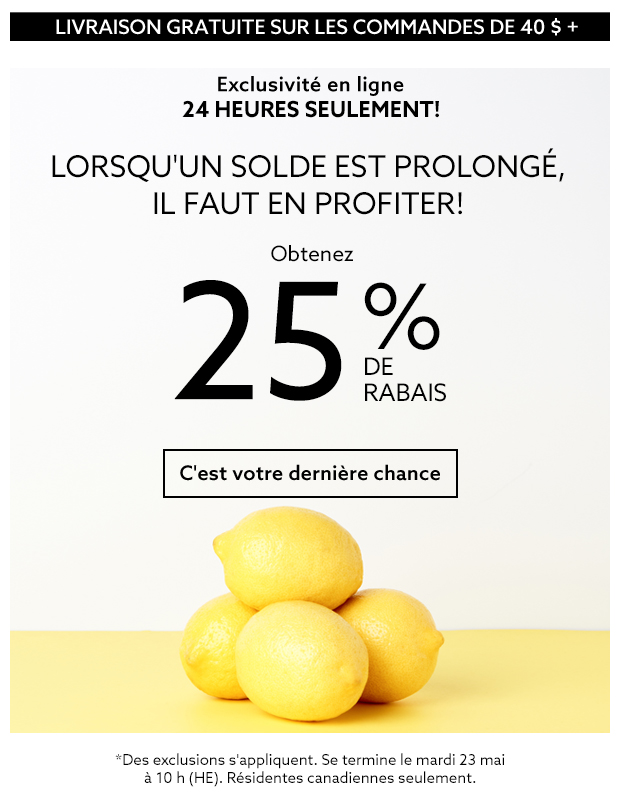 LIVRAISON GRATUITE SUR LES COMMANDES DE 40 $ +
Exclusivité en ligne
24 HEURES SEULEMENT!
LORSQU'UN SOLDE EST PROLONGÉ,
IL FAUT EN PROFITER!
Obtenez
25 %
DE
RABAIS
C'est votre dernière chance
*Des exclusions s'appliquent. Se termine le mardi 23 mai
à 10 h (HE). Résidentes canadiennes seulement.